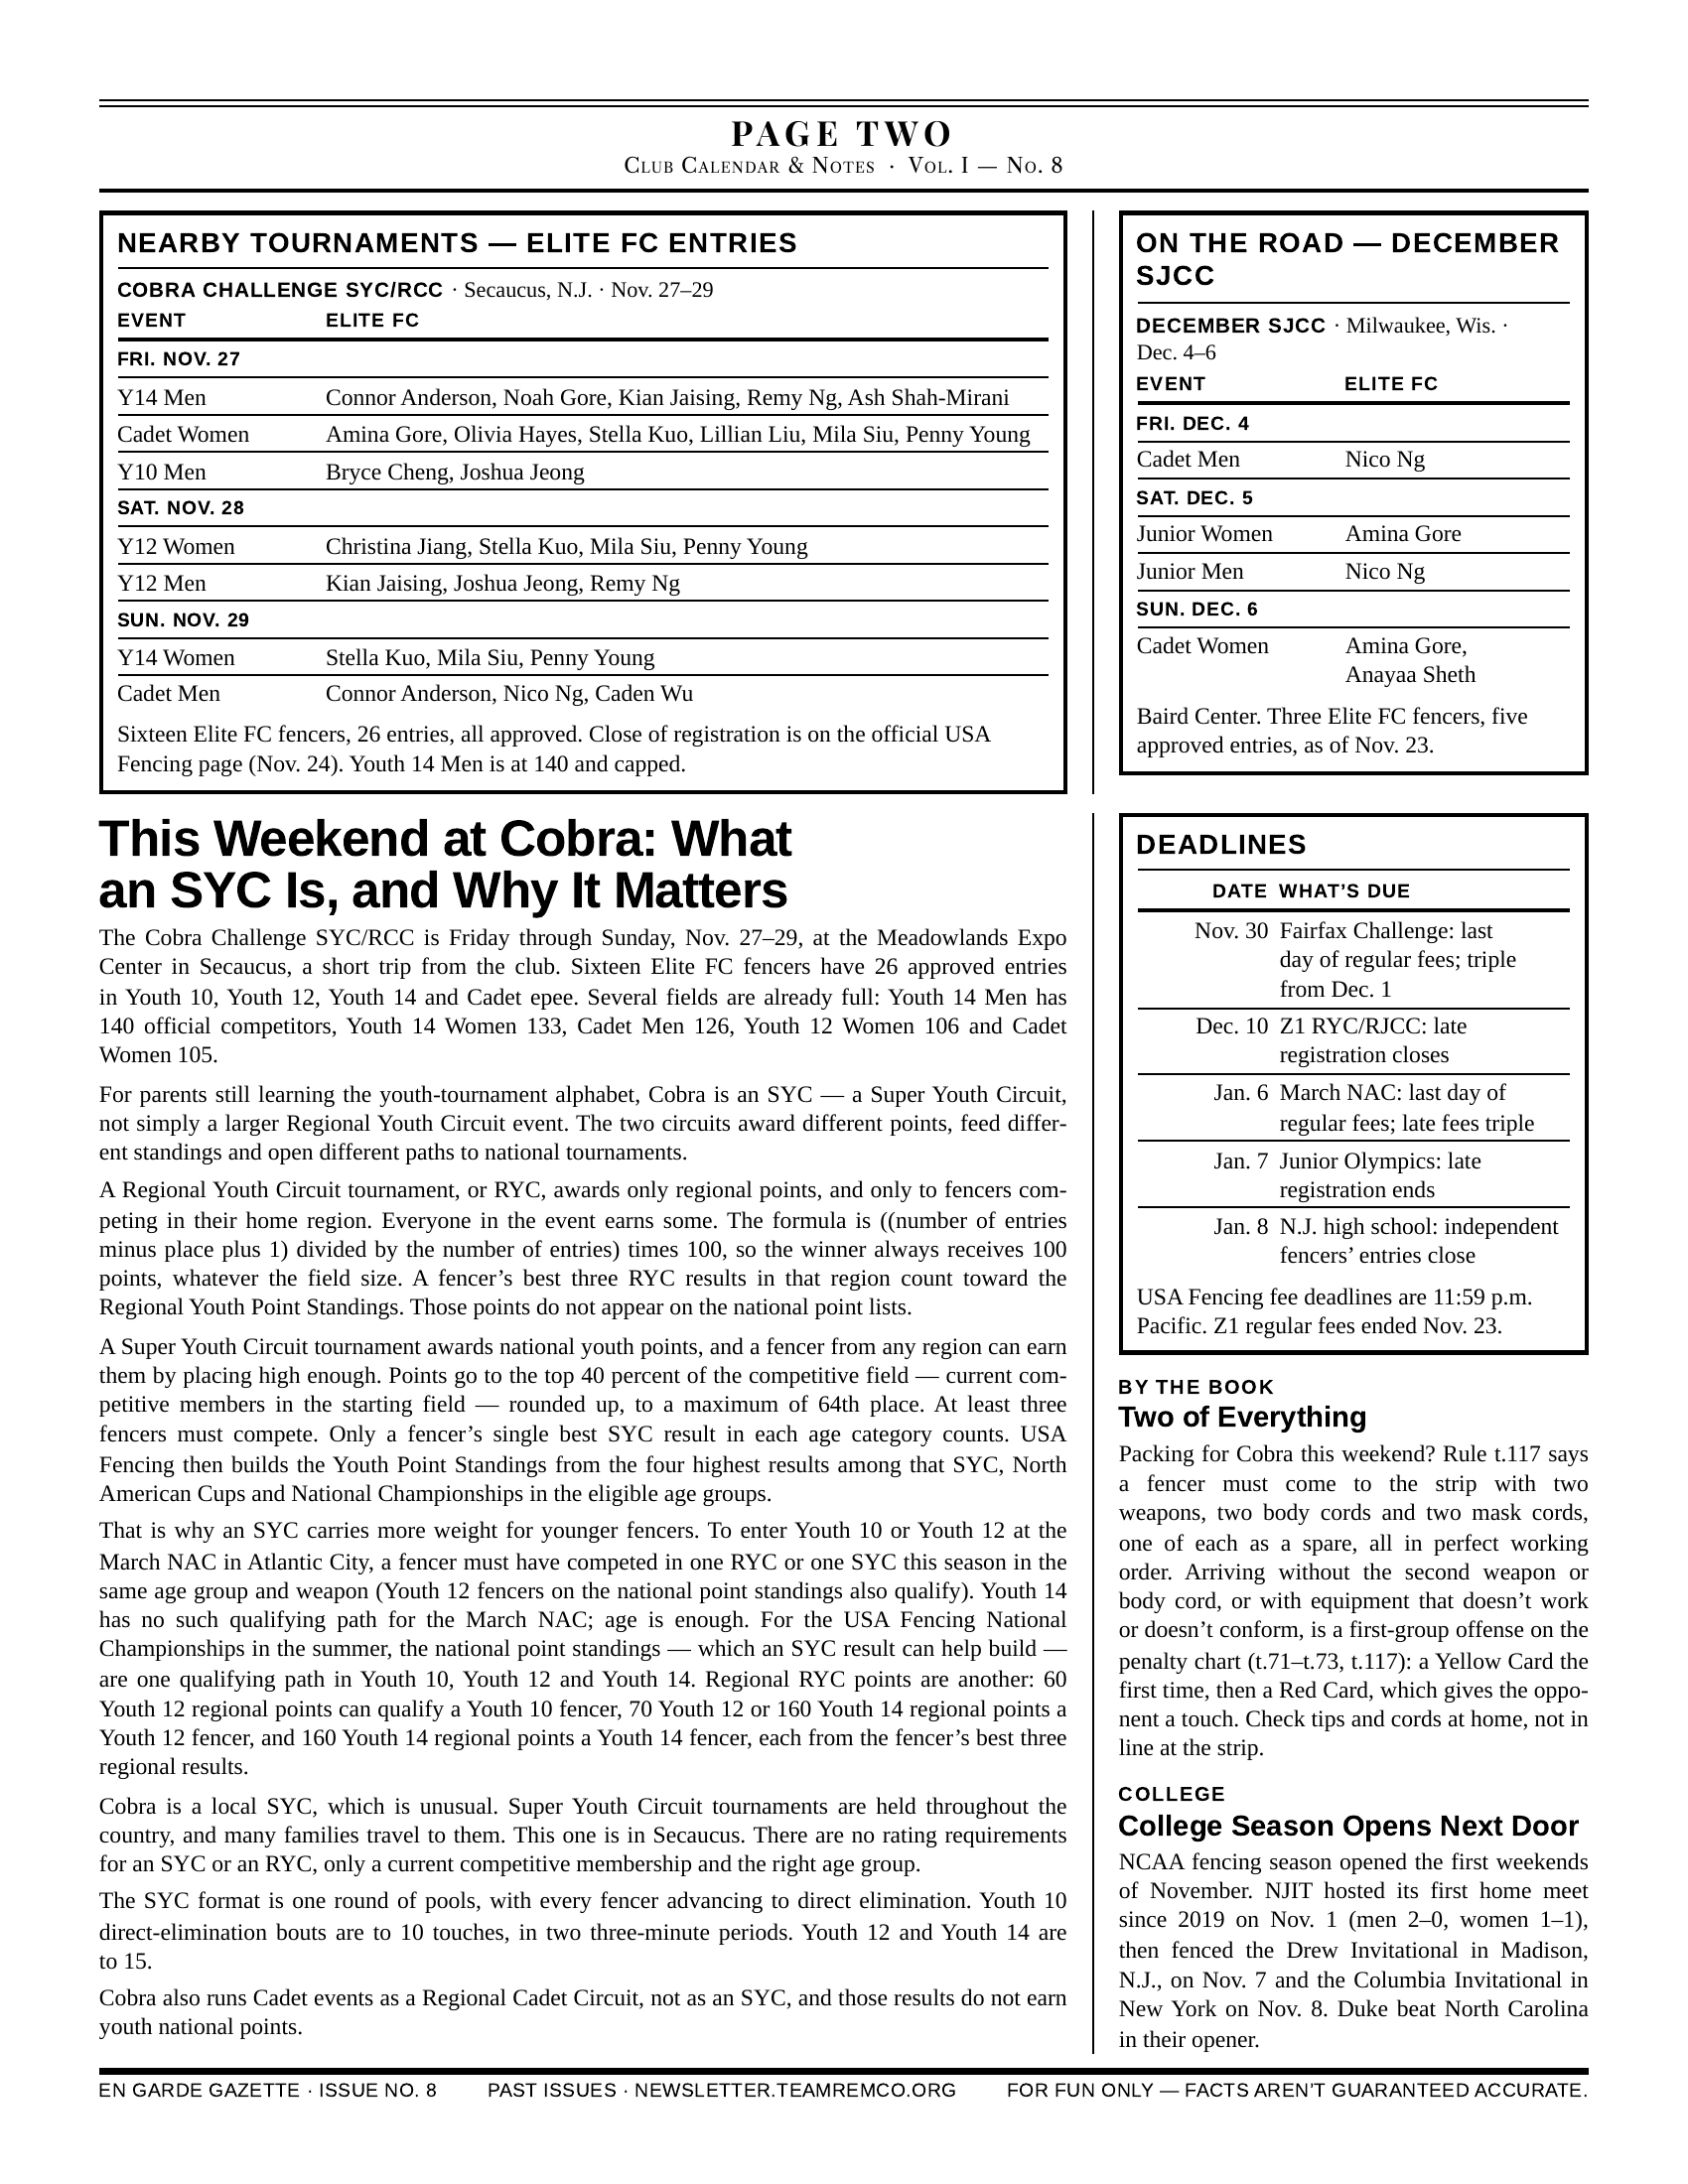 PAGE TWO
Club Calendar & Notes · Vol. I — No. 8
NEARBY TOURNAMENTS — ELITE FC ENTRIES
COBRA CHALLENGE SYC/RCC · Secaucus, N.J. · Nov. 27–29
EVENT ELITE FC
FRI. NOV. 27
Y14 Men Connor Anderson, Noah Gore, Kian Jaising, Remy Ng, Ash Shah-Mirani
Cadet Women Amina Gore, Olivia Hayes, Stella Kuo, Lillian Liu, Mila Siu, Penny Young
Y10 Men Bryce Cheng, Joshua Jeong
SAT. NOV. 28
Y12 Women Christina Jiang, Stella Kuo, Mila Siu, Penny Young
Y12 Men Kian Jaising, Joshua Jeong, Remy Ng
SUN. NOV. 29
Y14 Women Stella Kuo, Mila Siu, Penny Young
Cadet Men Connor Anderson, Nico Ng, Caden Wu
Sixteen Elite FC fencers, 26 entries, all approved. Close of registration is on the official USA
Fencing page (Nov. 24). Youth 14 Men is at 140 and capped.
ON THE ROAD — DECEMBER
SJCC
DECEMBER SJCC · Milwaukee, Wis. ·
Dec. 4–6
EVENT ELITE FC
FRI. DEC. 4
Cadet Men Nico Ng
SAT. DEC. 5
Junior Women Amina Gore
Junior Men Nico Ng
SUN. DEC. 6
Cadet Women Amina Gore,
Anayaa Sheth
Baird Center. Three Elite FC fencers, five
approved entries, as of Nov. 23.
This Weekend at Cobra: What
an SYC Is, and Why It Matters
The Cobra Challenge SYC/RCC is Friday through Sunday, Nov. 27–29, at the Meadowlands Expo
Center in Secaucus, a short trip from the club. Sixteen Elite FC fencers have 26 approved entries
in Youth 10, Youth 12, Youth 14 and Cadet epee. Several fields are already full: Youth 14 Men has
140 official competitors, Youth 14 Women 133, Cadet Men 126, Youth 12 Women 106 and Cadet
Women 105.
For parents still learning the youth-tournament alphabet, Cobra is an SYC — a Super Youth Circuit,
not simply a larger Regional Youth Circuit event. The two circuits award different points, feed differ-
ent standings and open different paths to national tournaments.
A Regional Youth Circuit tournament, or RYC, awards only regional points, and only to fencers com-
peting in their home region. Everyone in the event earns some. The formula is ((number of entries
minus place plus 1) divided by the number of entries) times 100, so the winner always receives 100
points, whatever the field size. A fencer’s best three RYC results in that region count toward the
Regional Youth Point Standings. Those points do not appear on the national point lists.
A Super Youth Circuit tournament awards national youth points, and a fencer from any region can earn
them by placing high enough. Points go to the top 40 percent of the competitive field — current com-
petitive members in the starting field — rounded up, to a maximum of 64th place. At least three
fencers must compete. Only a fencer’s single best SYC result in each age category counts. USA
Fencing then builds the Youth Point Standings from the four highest results among that SYC, North
American Cups and National Championships in the eligible age groups.
That is why an SYC carries more weight for younger fencers. To enter Youth 10 or Youth 12 at the
March NAC in Atlantic City, a fencer must have competed in one RYC or one SYC this season in the
same age group and weapon (Youth 12 fencers on the national point standings also qualify). Youth 14
has no such qualifying path for the March NAC; age is enough. For the USA Fencing National
Championships in the summer, the national point standings — which an SYC result can help build —
are one qualifying path in Youth 10, Youth 12 and Youth 14. Regional RYC points are another: 60
Youth 12 regional points can qualify a Youth 10 fencer, 70 Youth 12 or 160 Youth 14 regional points a
Youth 12 fencer, and 160 Youth 14 regional points a Youth 14 fencer, each from the fencer’s best three
regional results.
Cobra is a local SYC, which is unusual. Super Youth Circuit tournaments are held throughout the
country, and many families travel to them. This one is in Secaucus. There are no rating requirements
for an SYC or an RYC, only a current competitive membership and the right age group.
The SYC format is one round of pools, with every fencer advancing to direct elimination. Youth 10
direct-elimination bouts are to 10 touches, in two three-minute periods. Youth 12 and Youth 14 are
to 15.
Cobra also runs Cadet events as a Regional Cadet Circuit, not as an SYC, and those results do not earn
youth national points.
DEADLINES
DATE WHAT’S DUE
Nov. 30 Fairfax Challenge: last
day of regular fees; triple
from Dec. 1
Dec. 10 Z1 RYC/RJCC: late
registration closes
Jan. 6 March NAC: last day of
regular fees; late fees triple
Jan. 7 Junior Olympics: late
registration ends
Jan. 8 N.J. high school: independent
fencers’ entries close
USA Fencing fee deadlines are 11:59 p.m.
Pacific. Z1 regular fees ended Nov. 23.
BY THE BOOK
Two of Everything
Packing for Cobra this weekend? Rule t.117 says
a fencer must come to the strip with two
weapons, two body cords and two mask cords,
one of each as a spare, all in perfect working
order. Arriving without the second weapon or
body cord, or with equipment that doesn’t work
or doesn’t conform, is a first-group offense on the
penalty chart (t.71–t.73, t.117): a Yellow Card the
first time, then a Red Card, which gives the oppo-
nent a touch. Check tips and cords at home, not in
line at the strip.
COLLEGE
College Season Opens Next Door
NCAA fencing season opened the first weekends
of November. NJIT hosted its first home meet
since 2019 on Nov. 1 (men 2–0, women 1–1),
then fenced the Drew Invitational in Madison,
N.J., on Nov. 7 and the Columbia Invitational in
New York on Nov. 8. Duke beat North Carolina
in their opener.
EN GARDE GAZETTE · ISSUE NO. 8 PAST ISSUES · NEWSLETTER.TEAMREMCO.ORG FOR FUN ONLY — FACTS AREN’T GUARANTEED ACCURATE.